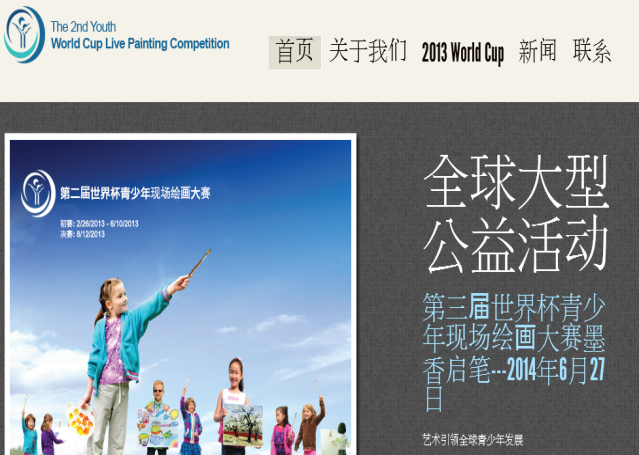 The 2nd Youth
World Cup Live Painting Competition
首页 关于我们 2013 World Cup 新闻 联系
第二届世界杯青少年现场绘画大赛
初赛: 2/26/2013 - 6/10/2013
决赛: 8/12/2013
全球大型
公益活动
第三届世界杯青少
年现场绘画大赛墨
香启笔---2014年6月27
日
艺术引领全球青少年发展